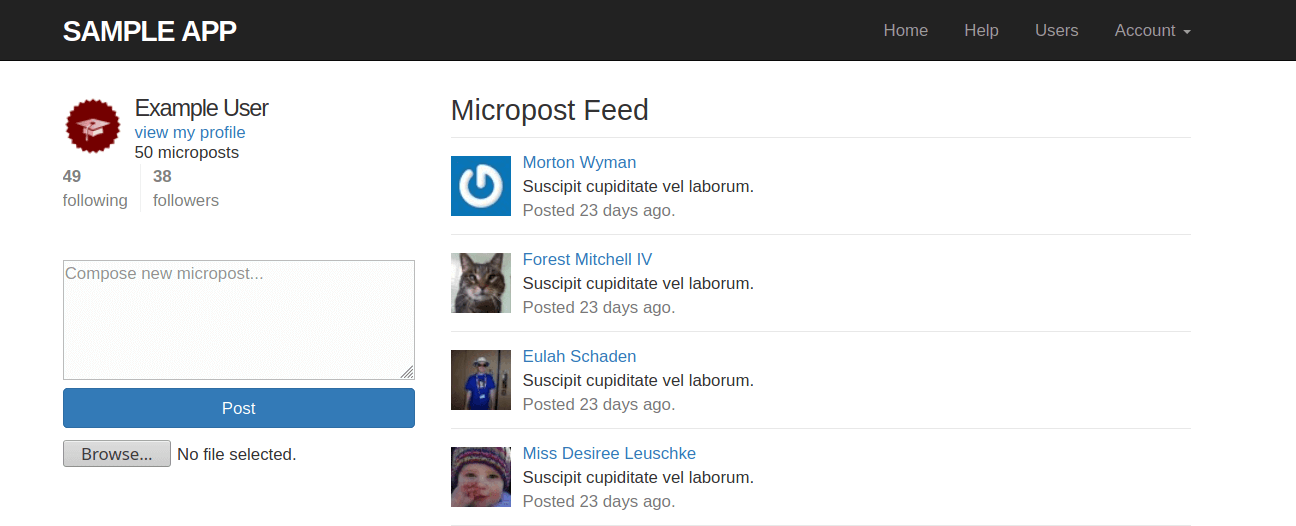 SAMPLE APP
Home Help Users Account
Example User
view my profile
50 microposts
49 38
following followers
Compose new micropost...
Post
Browse... No file selected.
Micropost Feed
Morton Wyman
Suscipit cupiditate vel laborum.
Posted 23 days ago.
Forest Mitchell IV
Suscipit cupiditate vel laborum.
Posted 23 days ago.
Eulah Schaden
Suscipit cupiditate vel laborum.
Posted 23 days ago.
Miss Desiree Leuschke
Suscipit cupiditate vel laborum.
Posted 23 days ago.